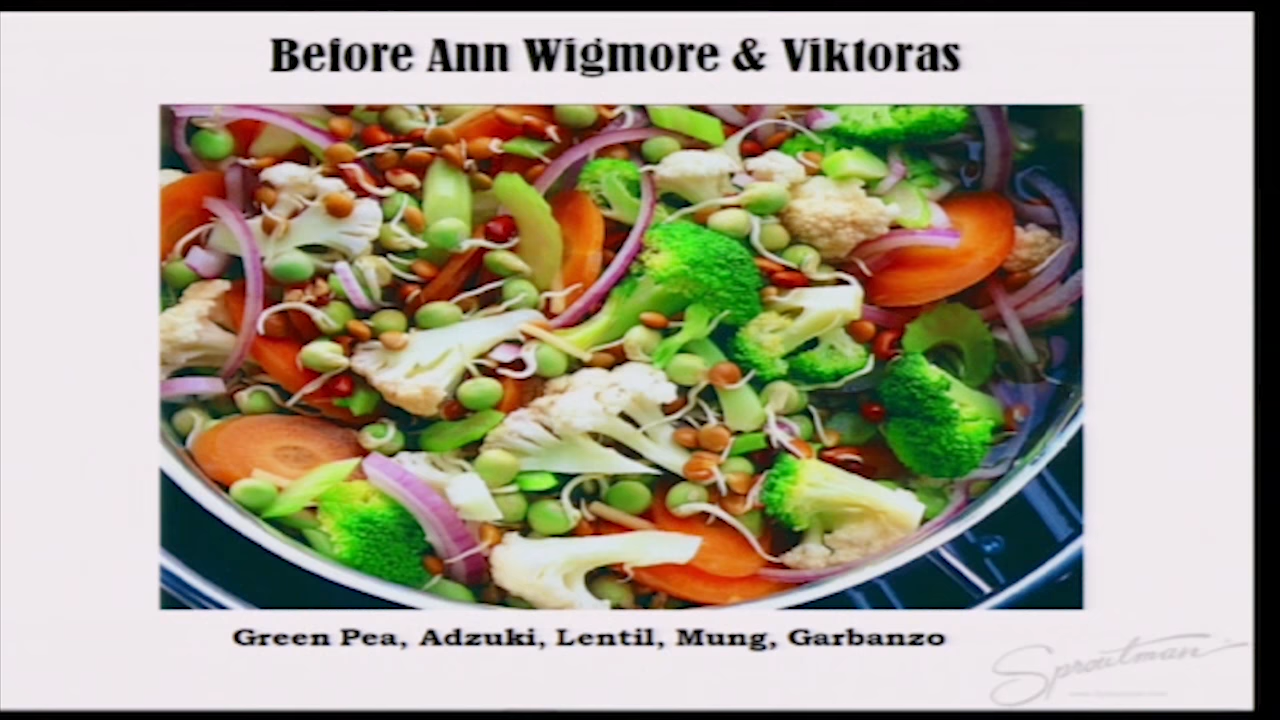 Before Ann Wigmore & Viktoras
Green Pea, Adzuki, Lentil, Mung, Garbanzo
Sproutman